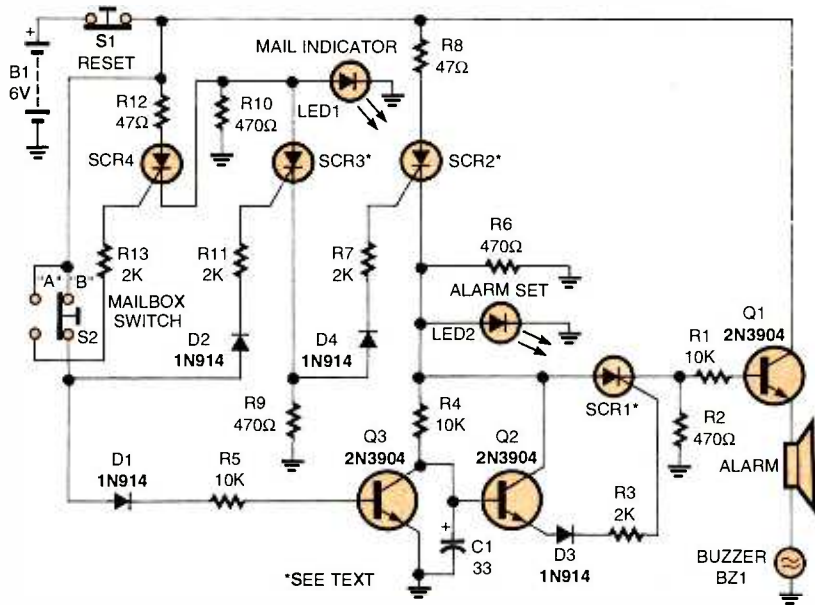 +
S1
RESET
B1
6V
MAIL INDICATOR
R8
47Ω
R12
47Ω
R10
470Ω
LED1
SCR4
SCR3*
SCR2*
R13
2K
R11
2K
R7
2K
R6
470Ω
"A"
"B"
MAILBOX
SWITCH
S2
ALARM SET
LED2
Q1
2N3904
R1
10K
D2
1N914
D4
1N914
SCR1*
R9
470Ω
R4
10K
R2
470Ω
Q3
2N3904
Q2
2N3904
ALARM
D1
1N914
R5
10K
R3
2K
+
C1
33
D3
1N914
*SEE TEXT
BUZZER
BZ1